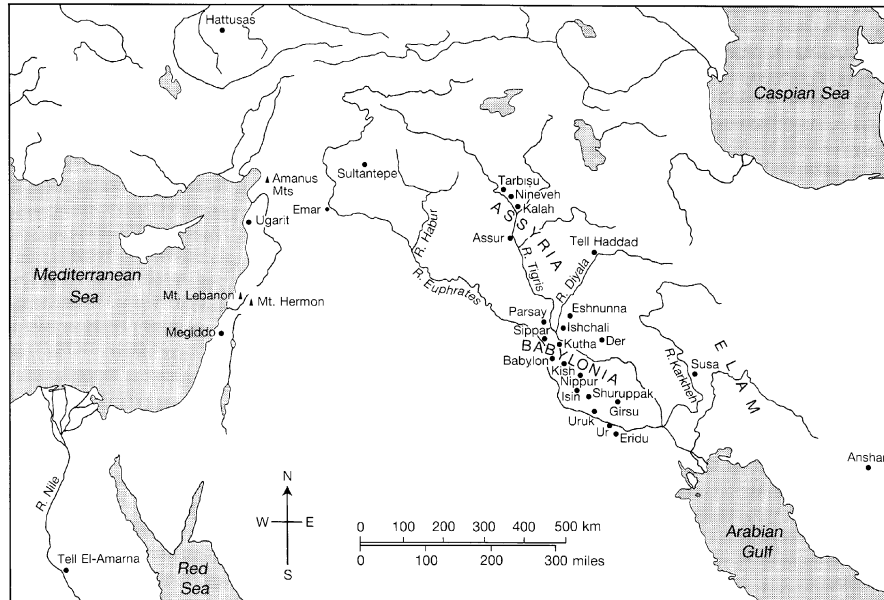 Hattusas
Caspian Sea
Sultantepe
Amanus
Mts
Tarbisu
Nineveh
Kalah
Emar
Ugarit
ASSYRIA
R. Habur
Assur
Tell Haddad
R. Tigris
R. Diyala
Mediterranean
Sea
R. Euphrates
Mt. Lebanon
Mt. Hermon
Megiddo
Parsay
Eshnunna
Sippar
Ishchali
Der
Kutha
BABYLONIA
Babylon
Kish
Nippur
Isin
Shuruppak
Girsu
Uruk
Ur
Eridu
R. Karkheh
Susa
ELAM
Anshan
R. Nile
N
W
E
S
0 100 200 300 400 500 km
0 100 200 300 miles
Tell El-Amarna
Red
Sea
Arabian
Gulf